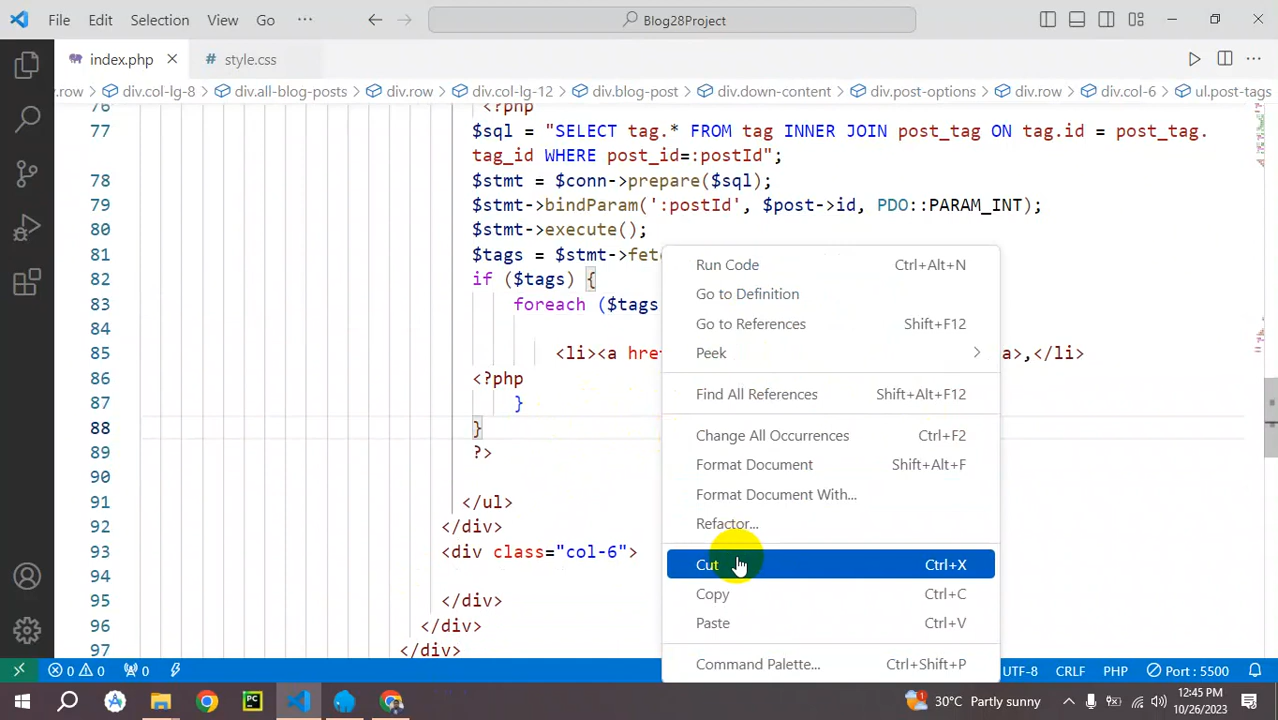 File Edit Selection View Go ··· Blog28Project
index.php style.css
.row > div.col-lg-8 > div.all-blog-posts > div.row > div.col-lg-12 > div.blog-post > div.down-content > div.post-options > div.row > div.col-6 > ul.post-tags
76 <?php
77 $sql = "SELECT tag.* FROM tag INNER JOIN post_tag ON tag.id = post_tag.
tag_id WHERE post_id=:postId";
78 $stmt = $conn->prepare($sql);
79 $stmt->bindParam(':postId', $post->id, PDO::PARAM_INT);
80 $stmt->execute();
81 $tags = $stmt->fet
82 if ($tags) {
83 foreach ($tags
84
85 <li><a hre a>,</li>
86 <?php
87 }
88 }
89 ?>
90
91 </ul>
92 </div>
93 <div class="col-6">
94
95 </div>
96 </div>
97 </div>
Run Code Ctrl+Alt+N
Go to Definition
Go to References Shift+F12
Peek
Find All References Shift+Alt+F12
Change All Occurrences Ctrl+F2
Format Document Shift+Alt+F
Format Document With...
Refactor...
Cut Ctrl+X
Copy Ctrl+C
Paste Ctrl+V
Command Palette... Ctrl+Shift+P
0 0 0 UTF-8 CRLF PHP Port : 5500
30°C Partly sunny 12:45 PM
10/26/2023